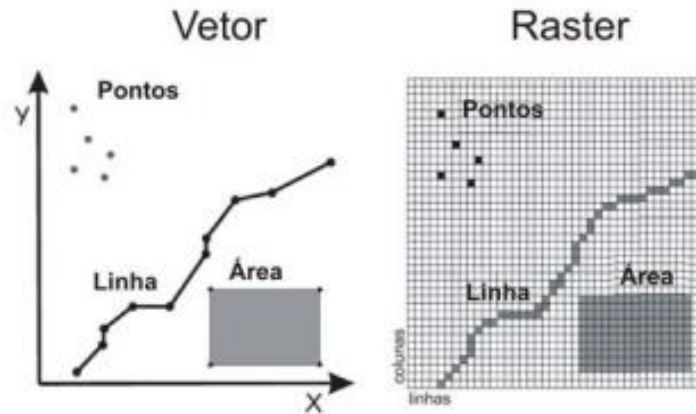 Vetor
Y
Pontos
Linha
Área
X
Raster
Pontos
Linha
Área
colunas
linhas